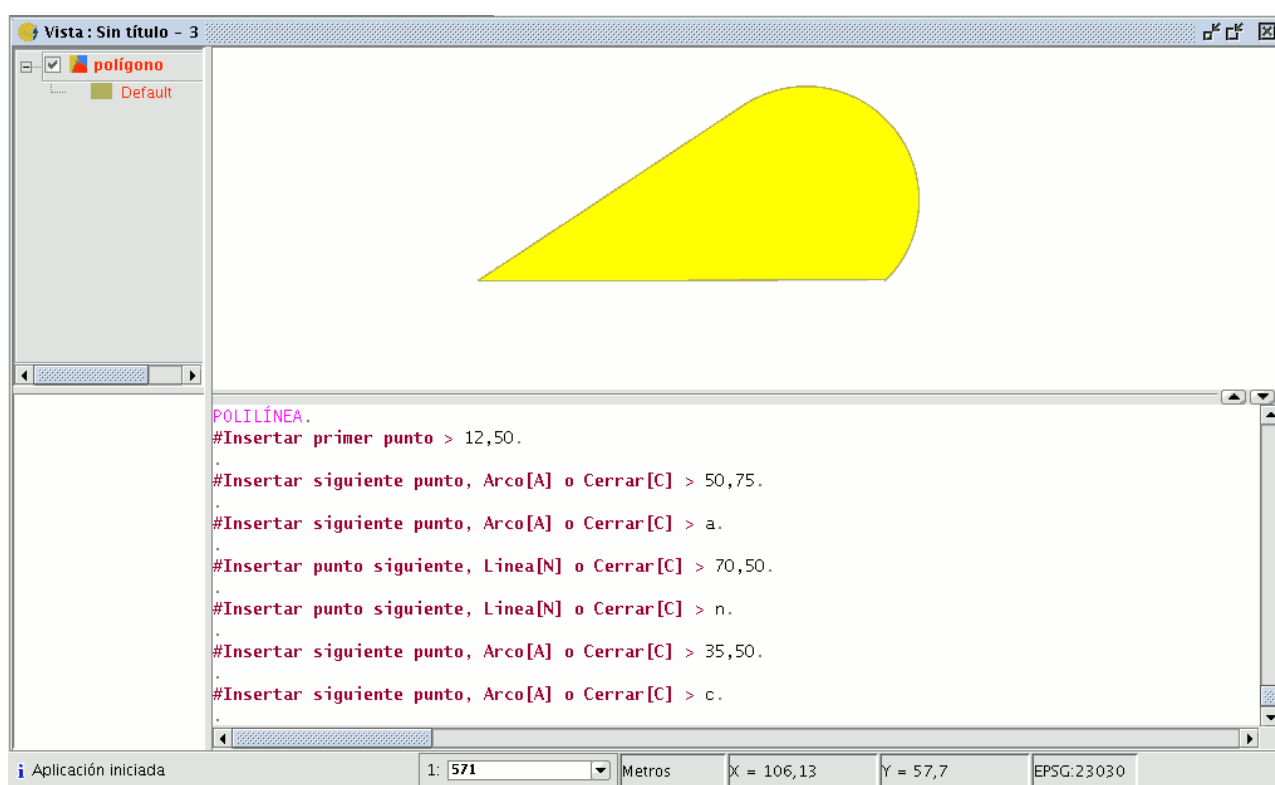 Vista : Sin título - 3
polígono
Default
POLILÍNEA.
#Insertar primer punto > 12,50.
.
#Insertar siguiente punto, Arco[A] o Cerrar[C] > 50,75.
.
#Insertar siguiente punto, Arco[A] o Cerrar[C] > a.
.
#Insertar punto siguiente, Linea[N] o Cerrar[C] > 70,50.
.
#Insertar punto siguiente, Linea[N] o Cerrar[C] > n.
.
#Insertar siguiente punto, Arco[A] o Cerrar[C] > 35,50.
.
#Insertar siguiente punto, Arco[A] o Cerrar[C] > c.
.
Aplicación iniciada 1: 571 Metros X = 106,13 Y = 57,7 EPSG:23030